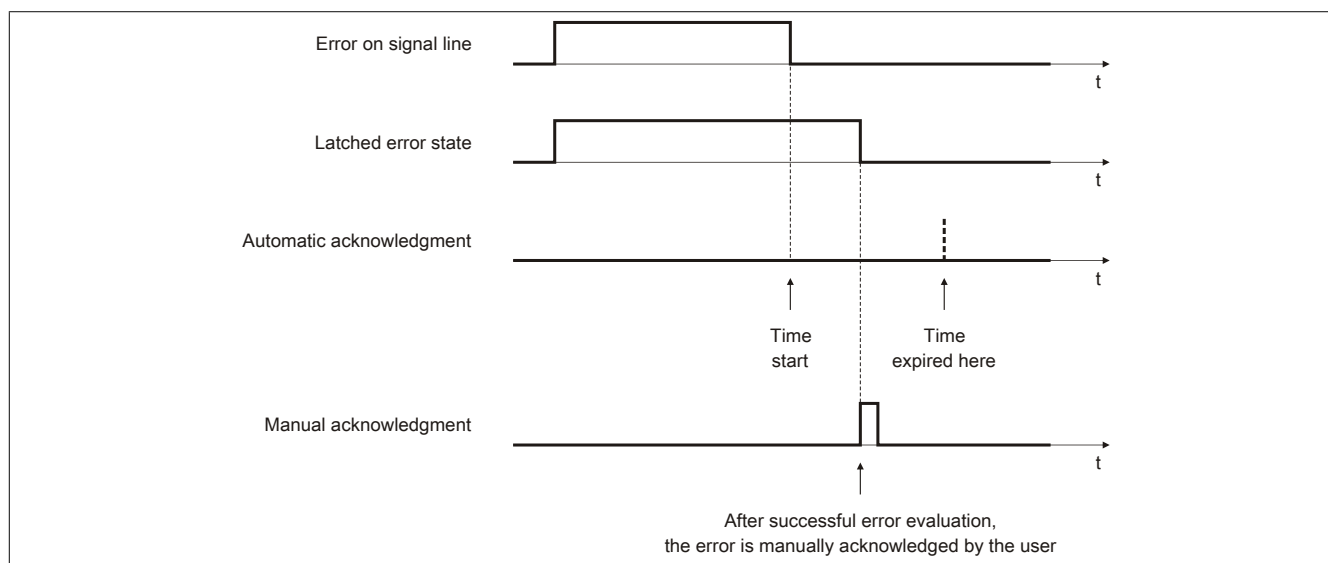 Error on signal line
t
Latched error state
t
Automatic acknowledgment
t
Time
start
Time
expired here
Manual acknowledgment
t
After successful error evaluation,
the error is manually acknowledged by the user